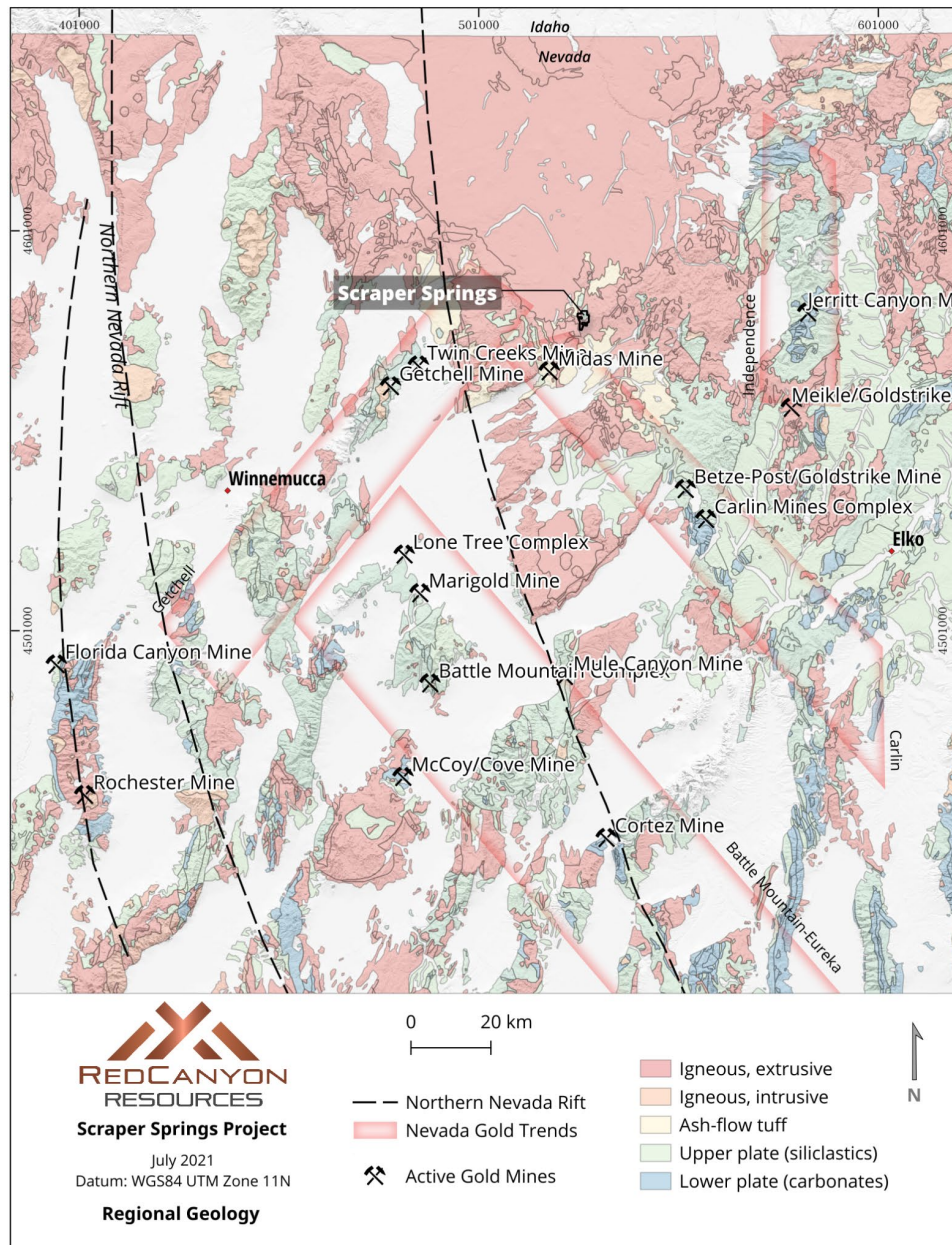 401000
501000
601000
Idaho
Nevada
4601000
4601000
Northern Nevada Rift
Scraper Springs
Independence
Jerritt Canyon M
Twin Creeks Min
Midas Mine
Getchell Mine
Meikle/Goldstrike
Winnemucca
Betze-Post/Goldstrike Mine
Carlin Mines Complex
Elko
Lone Tree Complex
Marigold Mine
Getchell
4501000
4501000
Florida Canyon Mine
Battle Mountain Complex
Mule Canyon Mine
Carlin
McCoy/Cove Mine
Rochester Mine
Cortez Mine
Battle Mountain-Eureka
REDCANYON
RESOURCES
Scraper Springs Project
July 2021
Datum: WGS84 UTM Zone 11N
Regional Geology
0 20 km
Northern Nevada Rift
Nevada Gold Trends
Active Gold Mines
N
Igneous, extrusive
Igneous, intrusive
Ash-flow tuff
Upper plate (siliclastics)
Lower plate (carbonates)